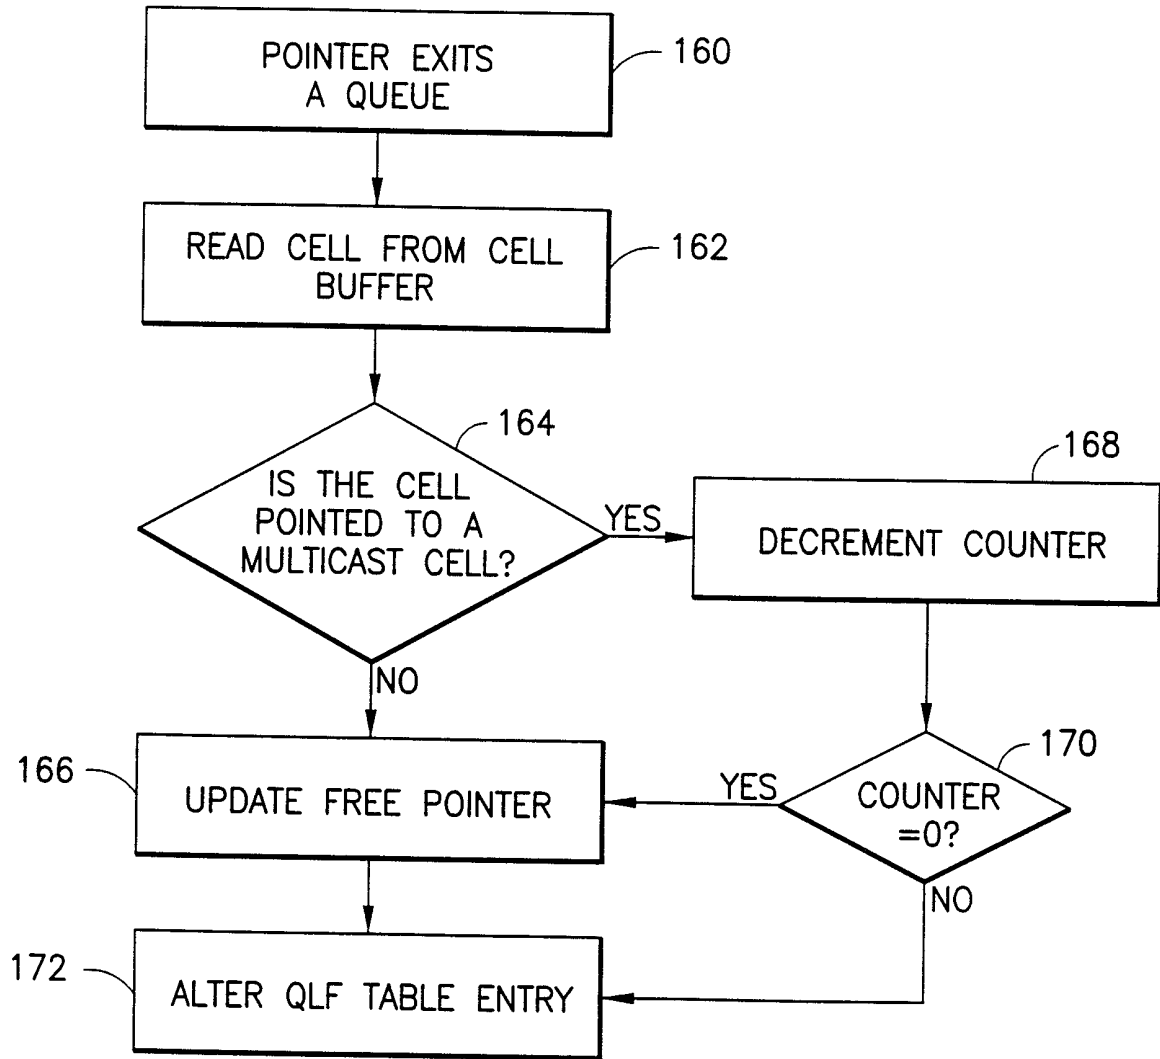 POINTER EXITS
A QUEUE
160
READ CELL FROM CELL
BUFFER
162
IS THE CELL
POINTED TO A
MULTICAST CELL?
164
YES
168
DECREMENT COUNTER
NO
166
UPDATE FREE POINTER
YES
COUNTER
=0?
170
NO
172
ALTER QLF TABLE ENTRY